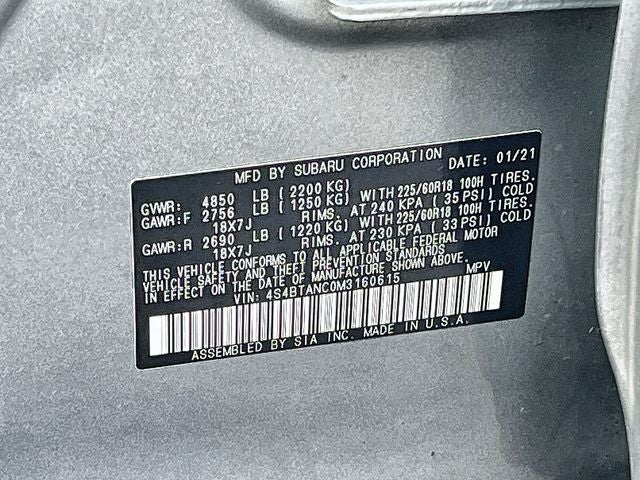 MFD BY SUBARU CORPORATION DATE: 01/21
GVWR: 4850 LB (2200 KG)
GAWR:F 2756 LB (1250 KG) WITH 225/60R18 100H TIRES.
18X7J RIMS. AT 240 KPA (35 PSI) COLD
GAWR:R 2690 LB (1220 KG) WITH 225/60R18 100H TIRES.
18X7J RIMS. AT 230 KPA (33 PSI) COLD
THIS VEHICLE CONFORMS TO ALL APPLICABLE FEDERAL MOTOR
VEHICLE SAFETY AND THEFT PREVENTION STANDARDS
IN EFFECT ON THE DATE OF MANUFACTURE SHOWN ABOVE.
VIN: 4S4BTANC0M3160615 MPV
ASSEMBLED BY SIA INC. MADE IN U.S.A.